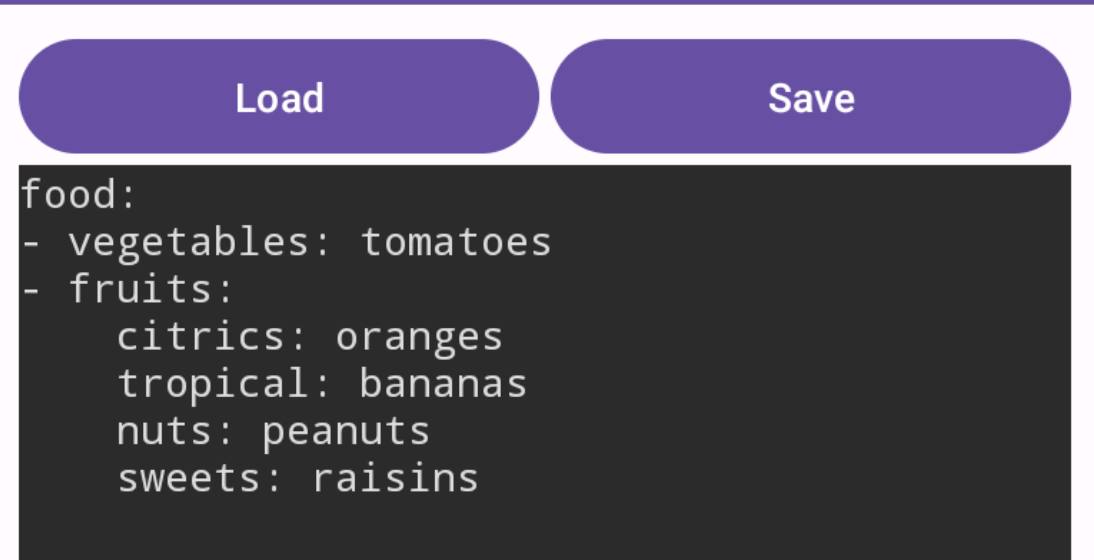 Load Save
food:
- vegetables: tomatoes
- fruits:
    citrics: oranges
    tropical: bananas
    nuts: peanuts
    sweets: raisins